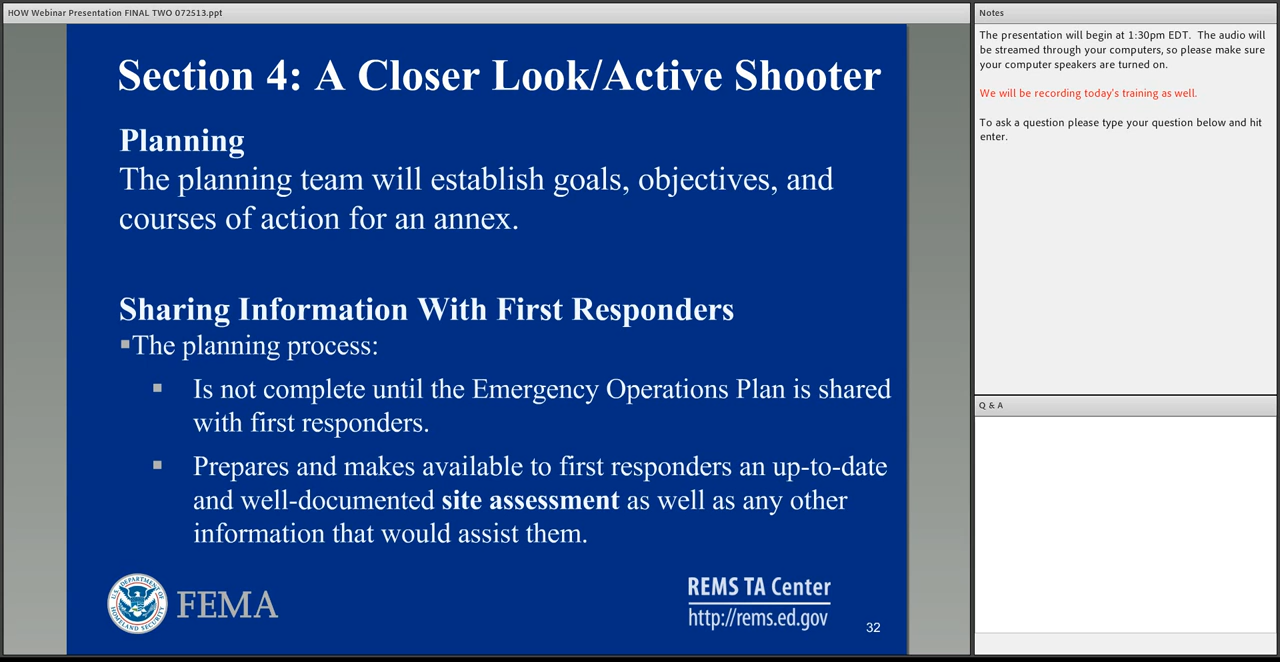 HOW Webinar Presentation FINAL TWO 072513.ppt
Section 4: A Closer Look/Active Shooter
Planning
The planning team will establish goals, objectives, and
courses of action for an annex.
Sharing Information With First Responders
▪The planning process:
▪ Is not complete until the Emergency Operations Plan is shared
with first responders.
▪ Prepares and makes available to first responders an up-to-date
and well-documented site assessment as well as any other
information that would assist them.
U.S. DEPARTMENT OF
HOMELAND SECURITY
FEMA
REMS TA Center
http://rems.ed.gov
32
Notes
The presentation will begin at 1:30pm EDT.  The audio will
be streamed through your computers, so please make sure
your computer speakers are turned on.
We will be recording today's training as well.
To ask a question please type your question below and hit
enter.
Q & A